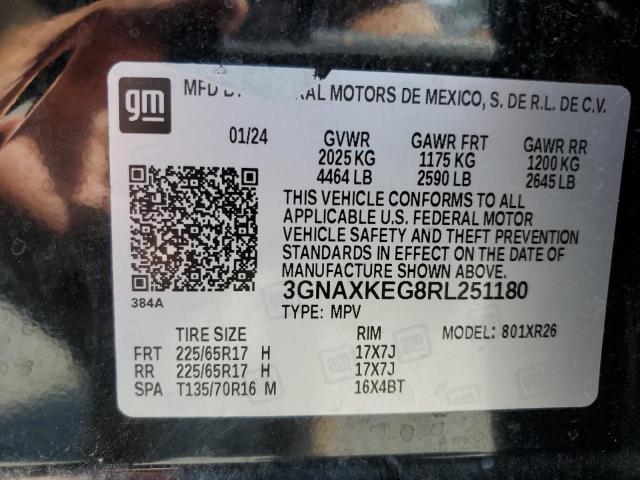 gm
MFD BY RAL MOTORS DE MEXICO, S. DE R.L. DE C.V.
01/24 GVWR GAWR FRT GAWR RR
2025 KG 1175 KG 1200 KG
4464 LB 2590 LB 2645 LB
THIS VEHICLE CONFORMS TO ALL
APPLICABLE U.S. FEDERAL MOTOR
VEHICLE SAFETY AND THEFT PREVENTION
STANDARDS IN EFFECT ON THE DATE OF
MANUFACTURE SHOWN ABOVE.
384A
3GNAXKEG8RL251180
TYPE: MPV
TIRE SIZE RIM MODEL: 801XR26
FRT 225/65R17 H 17X7J
RR 225/65R17 H 17X7J
SPA T135/70R16 M 16X4BT